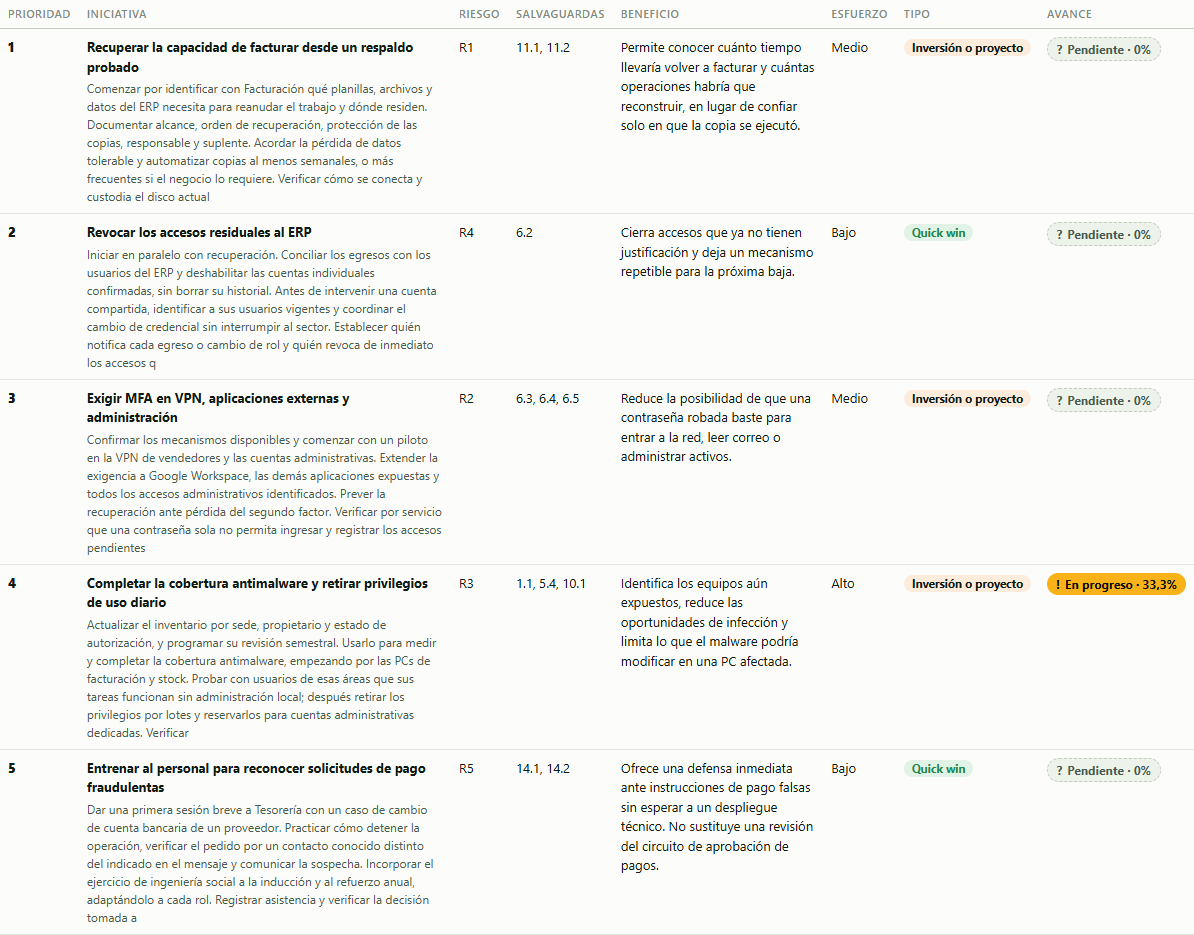 PRIORIDAD INICIATIVA RIESGO SALVAGUARDAS BENEFICIO ESFUERZO TIPO AVANCE
1
Recuperar la capacidad de facturar desde un respaldo
probado
Comenzar por identificar con Facturación qué planillas, archivos y
datos del ERP necesita para reanudar el trabajo y dónde residen.
Documentar alcance, orden de recuperación, protección de las
copias, responsable y suplente. Acordar la pérdida de datos
tolerable y automatizar copias al menos semanales, o más
frecuentes si el negocio lo requiere. Verificar cómo se conecta y
custodia el disco actual
R1
11.1, 11.2
Permite conocer cuánto tiempo
llevaría volver a facturar y cuántas
operaciones habría que
reconstruir, en lugar de confiar
solo en que la copia se ejecutó.
Medio
Inversión o proyecto
? Pendiente · 0%
2
Revocar los accesos residuales al ERP
Iniciar en paralelo con recuperación. Conciliar los egresos con los
usuarios del ERP y deshabilitar las cuentas individuales
confirmadas, sin borrar su historial. Antes de intervenir una cuenta
compartida, identificar a sus usuarios vigentes y coordinar el
cambio de credencial sin interrumpir al sector. Establecer quién
notifica cada egreso o cambio de rol y quién revoca de inmediato
los accesos q
R4
6.2
Cierra accesos que ya no tienen
justificación y deja un mecanismo
repetible para la próxima baja.
Bajo
Quick win
? Pendiente · 0%
3
Exigir MFA en VPN, aplicaciones externas y
administración
Confirmar los mecanismos disponibles y comenzar con un piloto
en la VPN de vendedores y las cuentas administrativas. Extender la
exigencia a Google Workspace, las demás aplicaciones expuestas y
todos los accesos administrativos identificados. Prever la
recuperación ante pérdida del segundo factor. Verificar por servicio
que una contraseña sola no permita ingresar y registrar los accesos
pendientes
R2
6.3, 6.4, 6.5
Reduce la posibilidad de que una
contraseña robada baste para
entrar a la red, leer correo o
administrar activos.
Medio
Inversión o proyecto
? Pendiente · 0%
4
Completar la cobertura antimalware y retirar privilegios
de uso diario
Actualizar el inventario por sede, propietario y estado de
autorización, y programar su revisión semestral. Usarlo para medir
y completar la cobertura antimalware, empezando por las PCs de
facturación y stock. Probar con usuarios de esas áreas que sus
tareas funcionan sin administración local; después retirar los
privilegios por lotes y reservarlos para cuentas administrativas
dedicadas. Verificar
R3
1.1, 5.4, 10.1
Identifica los equipos aún
expuestos, reduce las
oportunidades de infección y
limita lo que el malware podría
modificar en una PC afectada.
Alto
Inversión o proyecto
! En progreso · 33,3%
5
Entrenar al personal para reconocer solicitudes de pago
fraudulentas
Dar una primera sesión breve a Tesorería con un caso de cambio
de cuenta bancaria de un proveedor. Practicar cómo detener la
operación, verificar el pedido por un contacto conocido distinto
del indicado en el mensaje y comunicar la sospecha. Incorporar el
ejercicio de ingeniería social a la inducción y al refuerzo anual,
adaptándolo a cada rol. Registrar asistencia y verificar la decisión
tomada a
R5
14.1, 14.2
Ofrece una defensa inmediata
ante instrucciones de pago falsas
sin esperar a un despliegue
técnico. No sustituye una revisión
del circuito de aprobación de
pagos.
Bajo
Quick win
? Pendiente · 0%